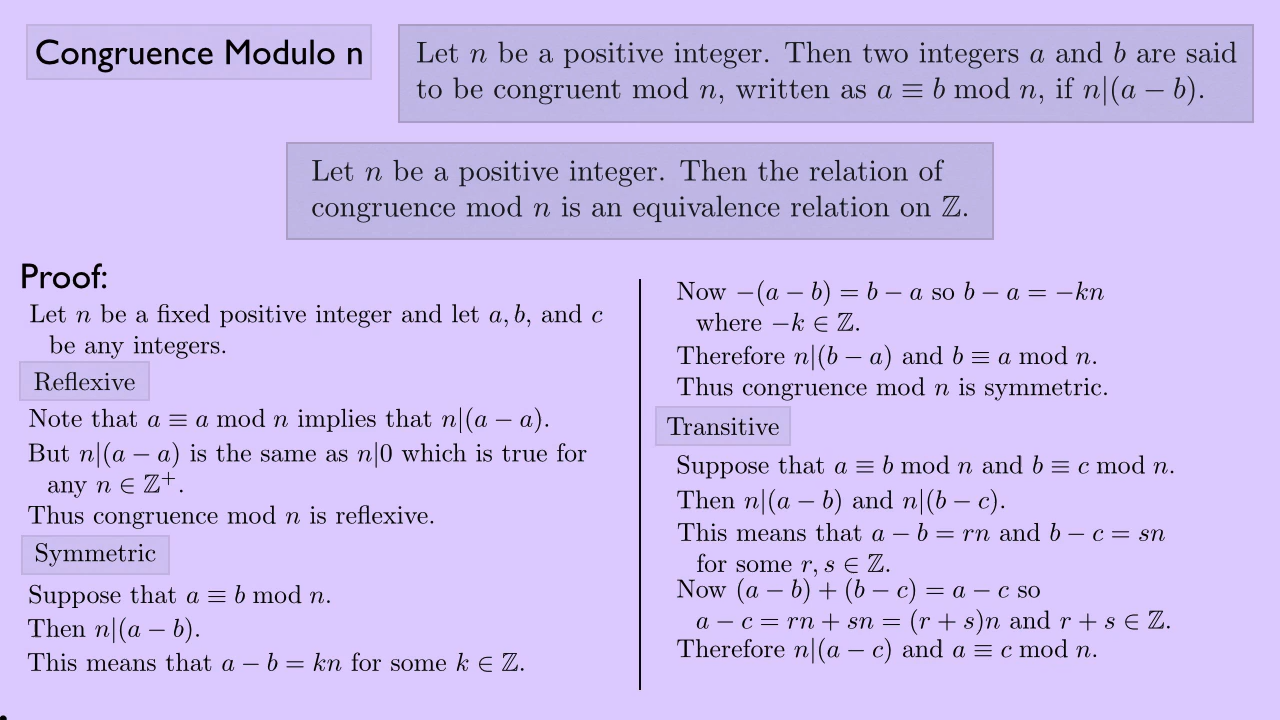 Congruence Modulo n
Let n be a positive integer. Then two integers a and b are said
to be congruent mod n, written as a ≡ b mod n, if n|(a − b).
Let n be a positive integer. Then the relation of
congruence mod n is an equivalence relation on ℤ.
Proof:
Let n be a fixed positive integer and let a, b, and c
be any integers.
Reflexive
Note that a ≡ a mod n implies that n|(a − a).
But n|(a − a) is the same as n|0 which is true for
any n ∈ ℤ⁺.
Thus congruence mod n is reflexive.
Symmetric
Suppose that a ≡ b mod n.
Then n|(a − b).
This means that a − b = kn for some k ∈ ℤ.
Now −(a − b) = b − a so b − a = −kn
where −k ∈ ℤ.
Therefore n|(b − a) and b ≡ a mod n.
Thus congruence mod n is symmetric.
Transitive
Suppose that a ≡ b mod n and b ≡ c mod n.
Then n|(a − b) and n|(b − c).
This means that a − b = rn and b − c = sn
for some r, s ∈ ℤ.
Now (a − b) + (b − c) = a − c so
a − c = rn + sn = (r + s)n and r + s ∈ ℤ.
Therefore n|(a − c) and a ≡ c mod n.